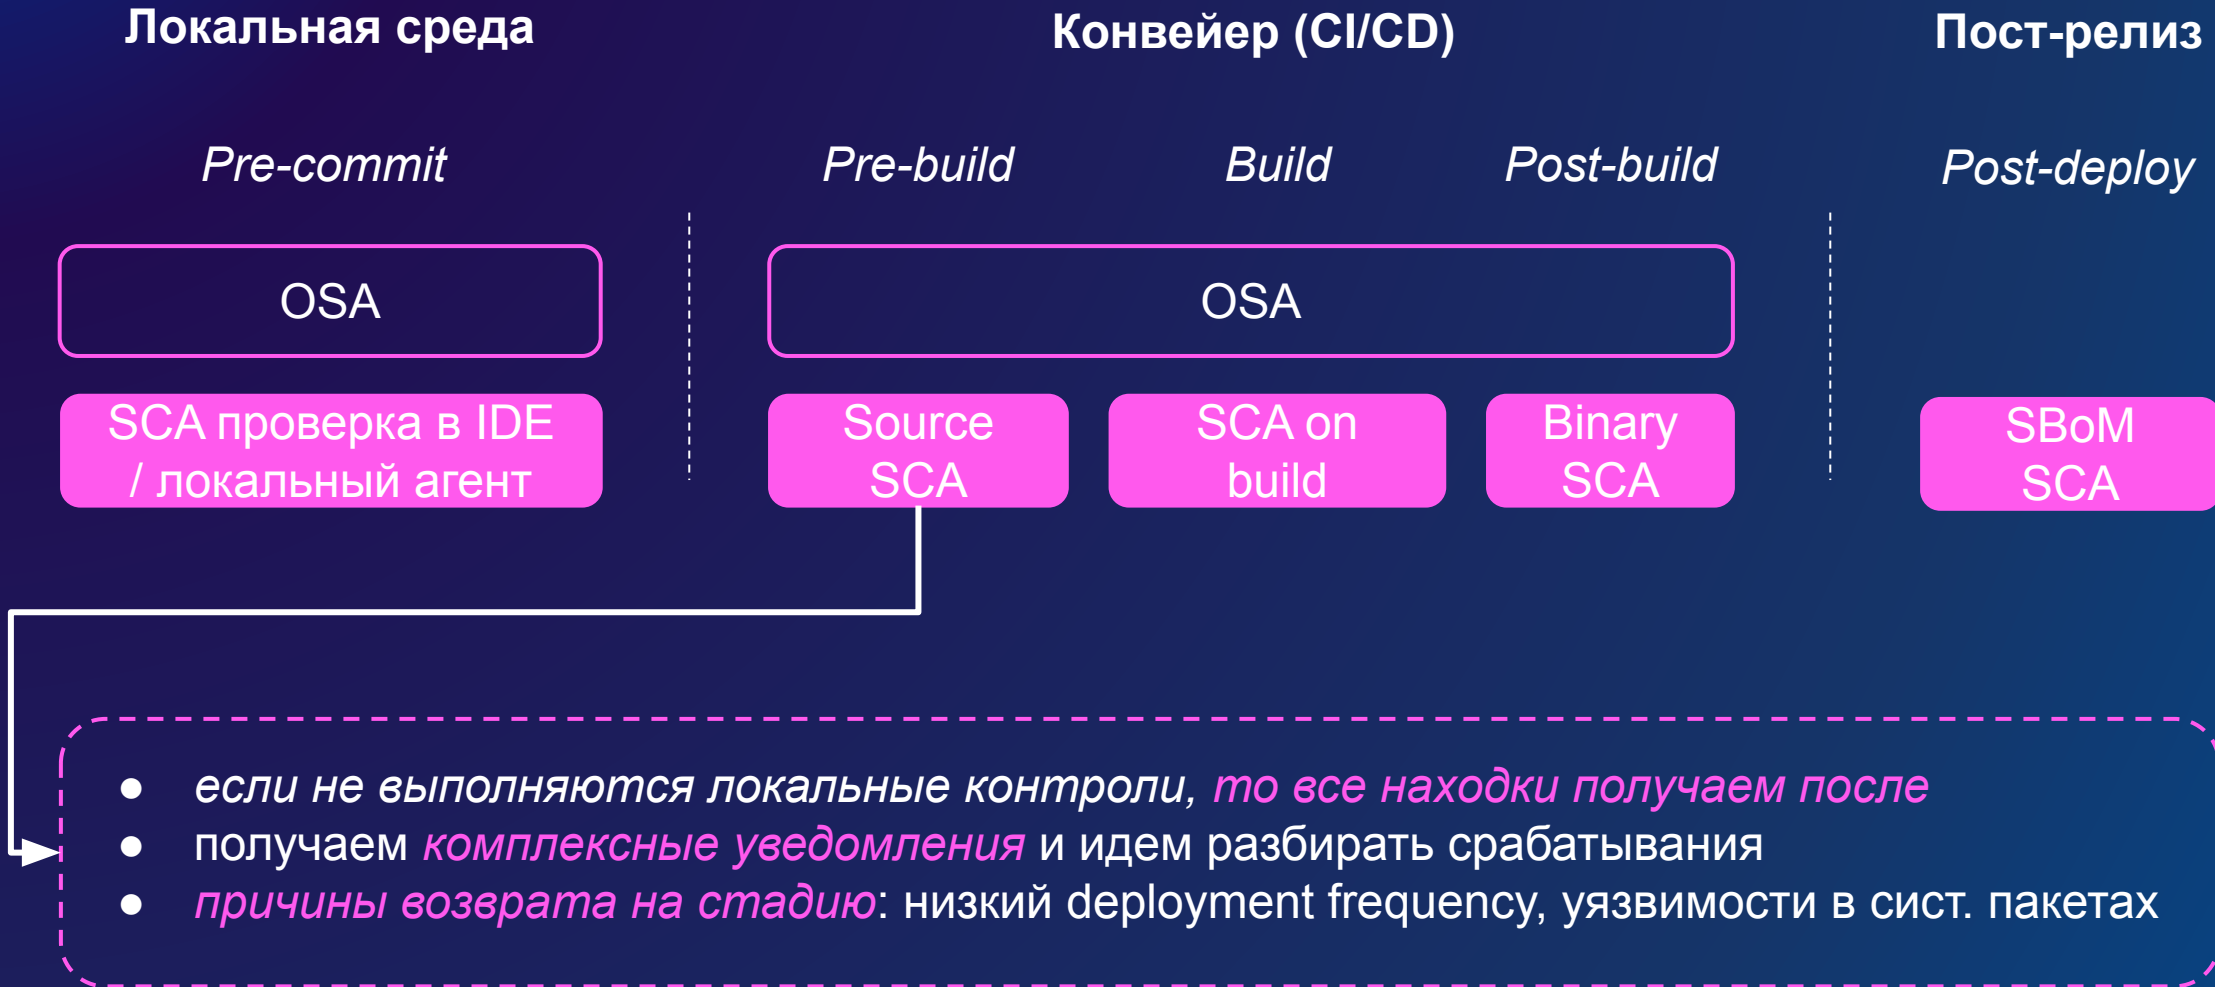 Локальная среда
Конвейер (CI/CD)
Пост-релиз
Pre-commit
Pre-build
Build
Post-build
Post-deploy
OSA
OSA
SCA проверка в IDE
/ локальный агент
Source
SCA
SCA on
build
Binary
SCA
SBoM
SCA
● если не выполняются локальные контроли, то все находки получаем после
● получаем комплексные уведомления и идем разбирать срабатывания
● причины возврата на стадию: низкий deployment frequency, уязвимости в сист. пакетах